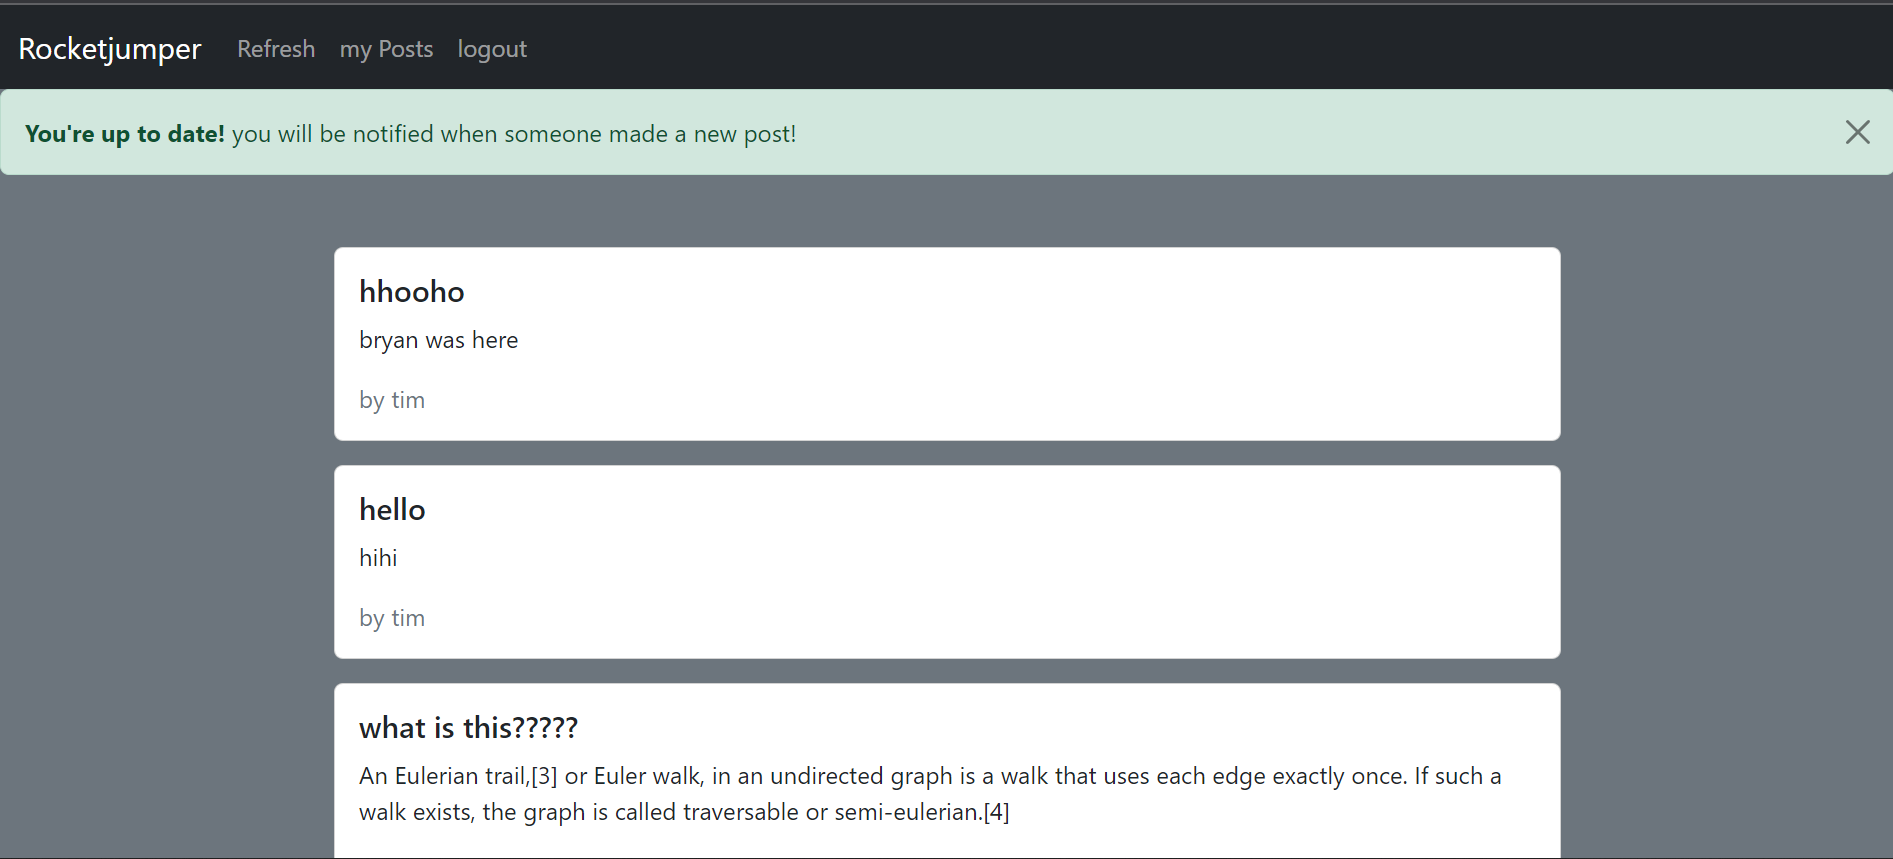 Rocketjumper Refresh my Posts logout
You're up to date! you will be notified when someone made a new post!
hhooho
bryan was here
by tim
hello
hihi
by tim
what is this?????
An Eulerian trail,[3] or Euler walk, in an undirected graph is a walk that uses each edge exactly once. If such a
walk exists, the graph is called traversable or semi-eulerian.[4]